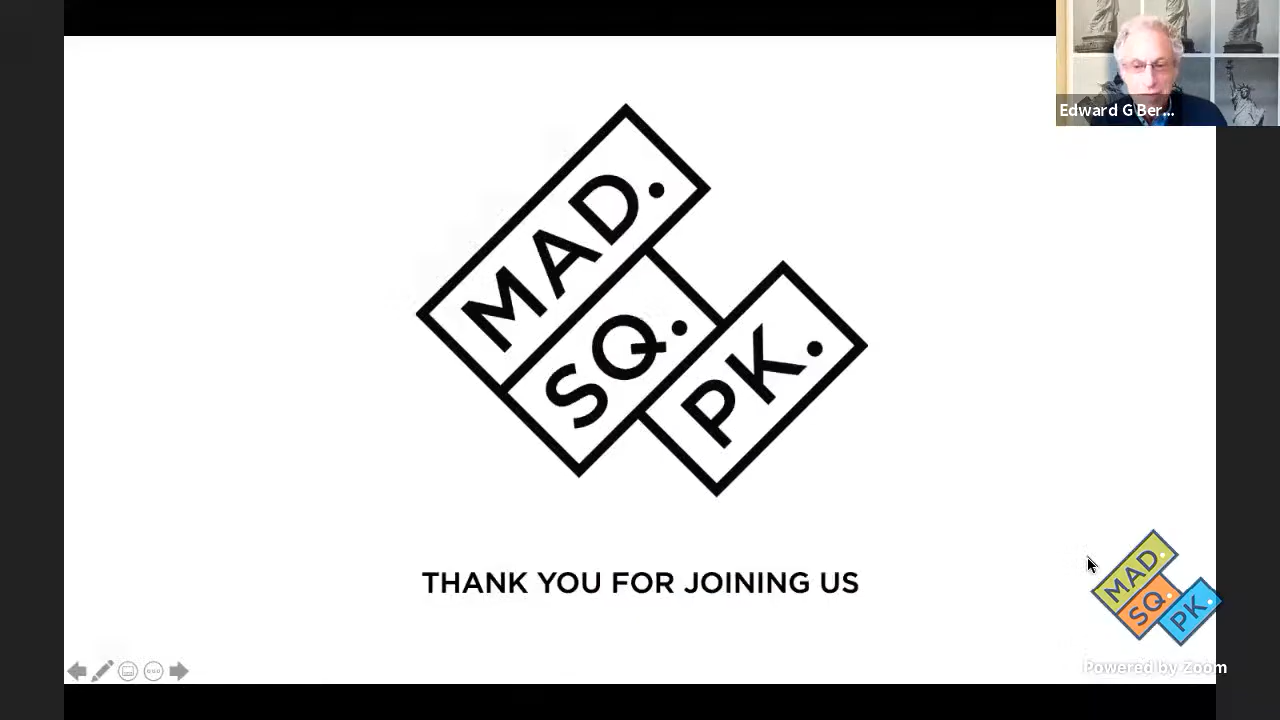 Edward G Ber...
MAD.
SQ.
PK.
THANK YOU FOR JOINING US
MAD.
SQ.
PK.
Powered by Zoom